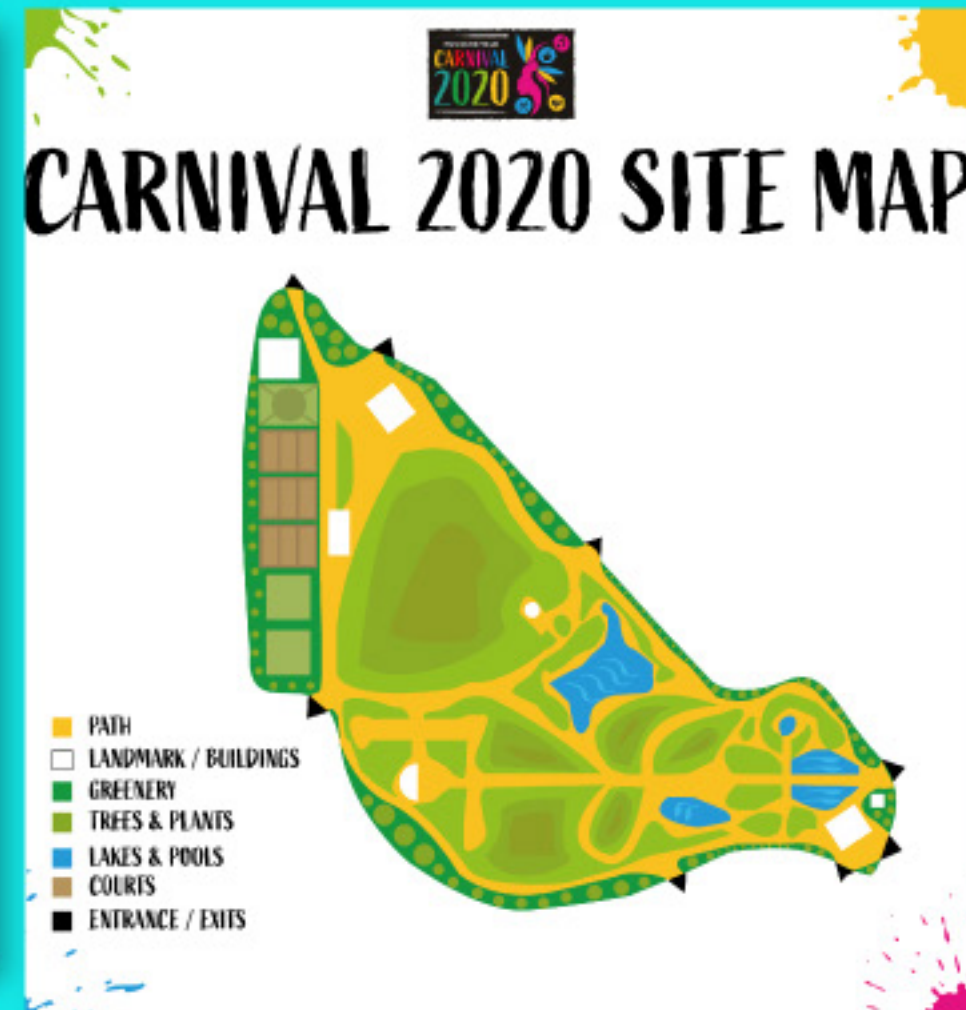 CARNIVAL
2020
CARNIVAL 2020 SITE MAP
PATH
LANDMARK / BUILDINGS
GREENERY
TREES & PLANTS
LAKES & POOLS
COURTS
ENTRANCE / EXITS